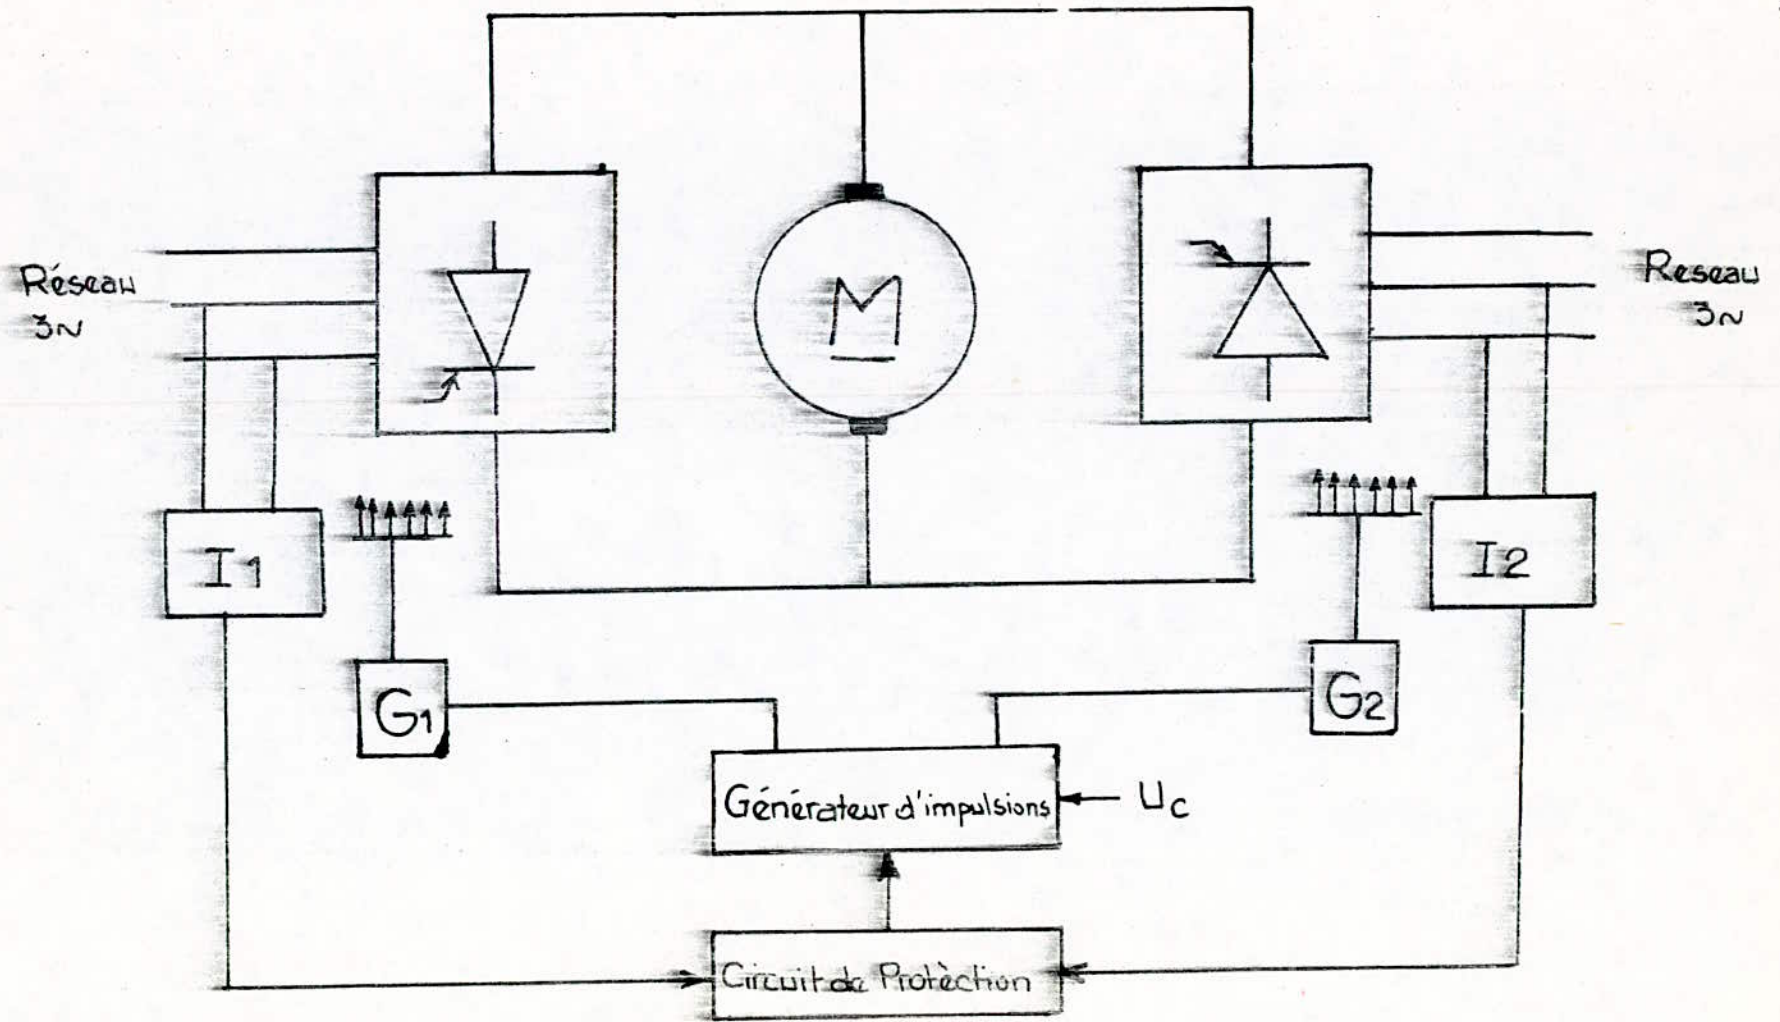 M
Réseau
3~
Reseau
3~
I1
I2
G1
G2
Générateur d'impulsions
Uc
Circuit de Protèction